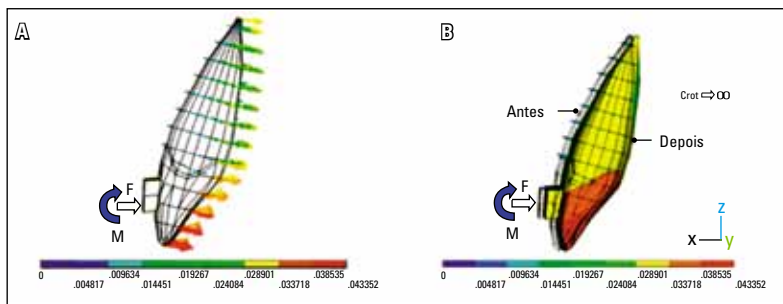 A
F
M
0
.004817
.009634
.014451
.019267
.024084
.028901
.033718
.038535
.043352
B
Crot ⇨ ∞
Antes
Depois
F
M
z
x
y
0
.004817
.009634
.014451
.019267
.024084
.028901
.033718
.038535
.043352